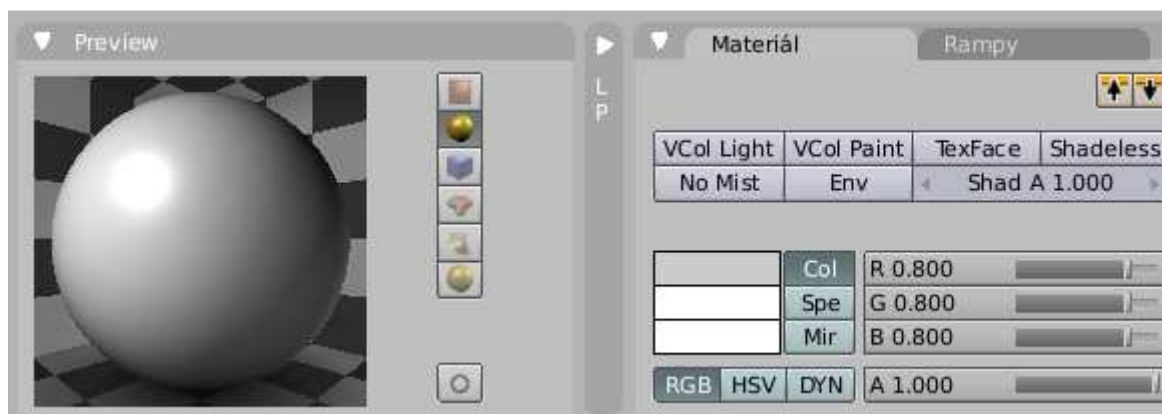 Preview
L
P
Materiál
Rampy
VCol Light
VCol Paint
TexFace
Shadeless
No Mist
Env
Shad A 1.000
Col
R 0.800
Spe
G 0.800
Mir
B 0.800
RGB
HSV
DYN
A 1.000